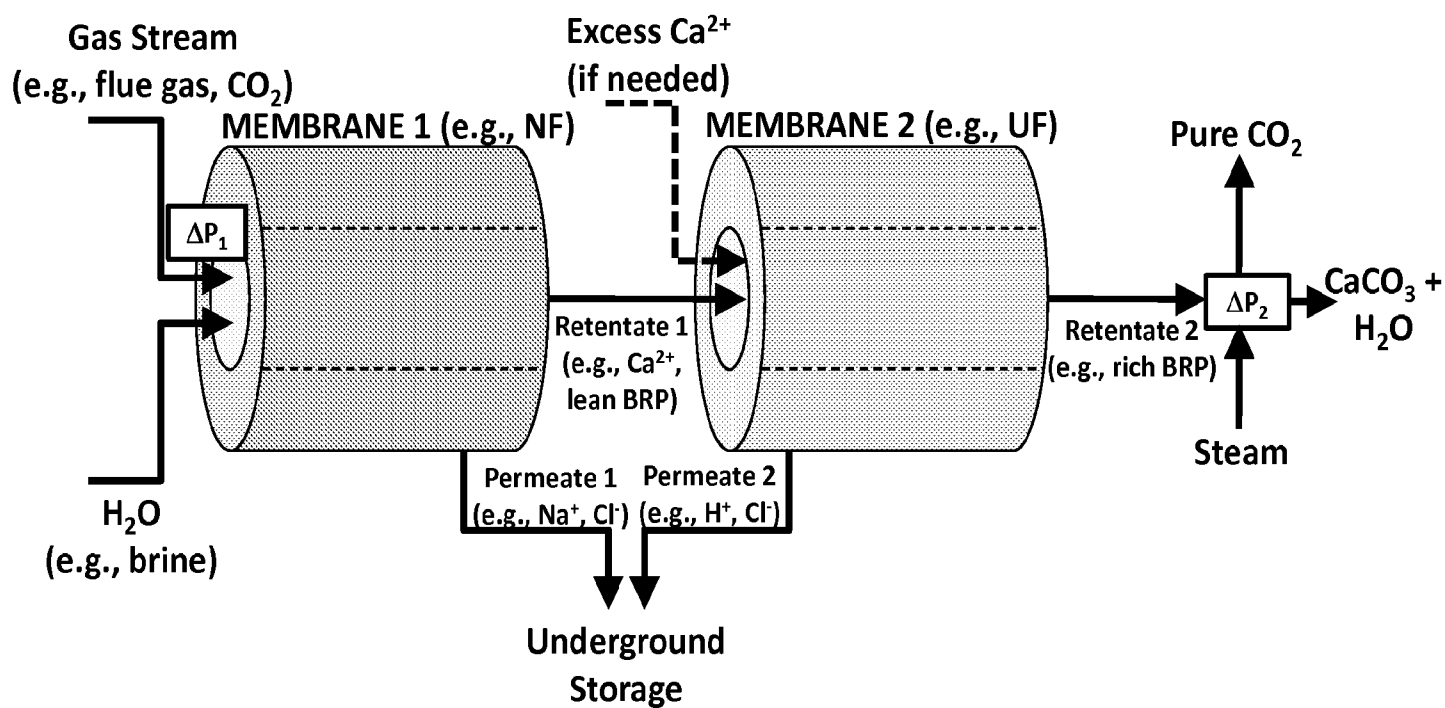 Gas Stream
(e.g., flue gas, CO₂)
Excess Ca²⁺
(if needed)
MEMBRANE 1 (e.g., NF)
MEMBRANE 2 (e.g., UF)
Pure CO₂
ΔP₁
Retentate 1
(e.g., Ca²⁺,
lean BRP)
Retentate 2
(e.g., rich BRP)
ΔP₂
CaCO₃ +
H₂O
Steam
H₂O
(e.g., brine)
Permeate 1
(e.g., Na⁺, Cl⁻)
Permeate 2
(e.g., H⁺, Cl⁻)
Underground
Storage